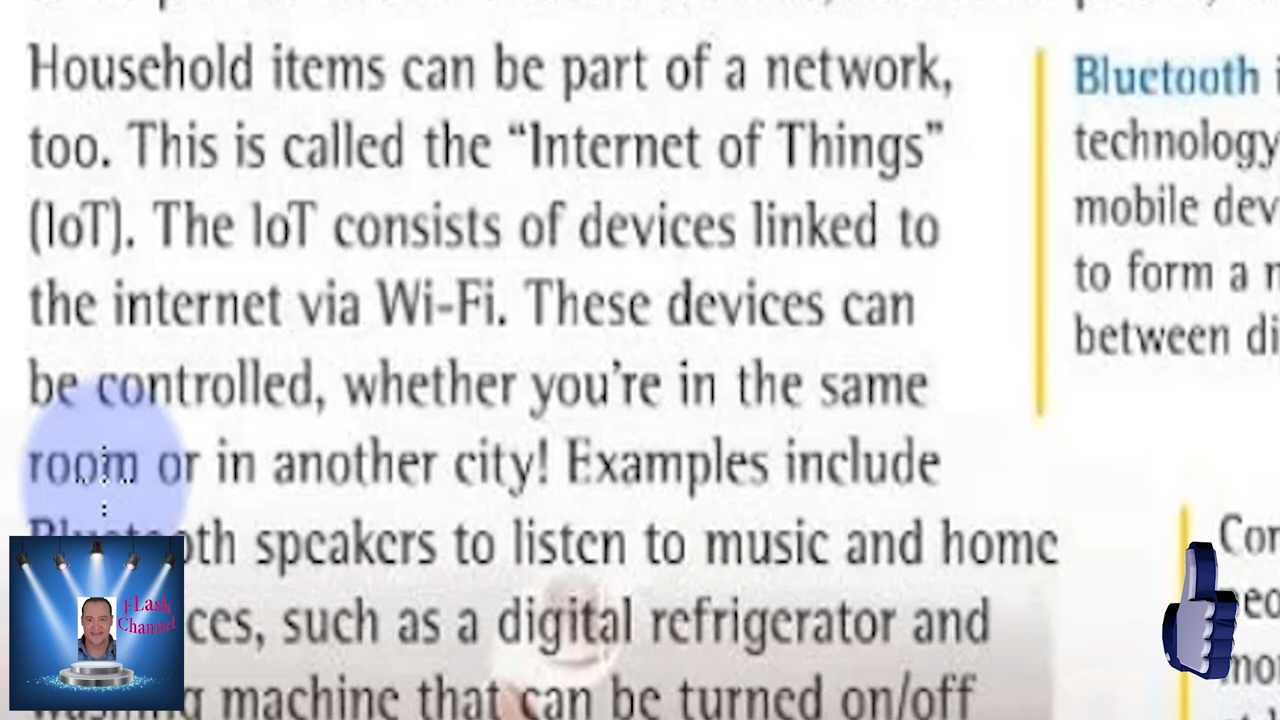 Household items can be part of a network,
too. This is called the “Internet of Things”
(IoT). The IoT consists of devices linked to
the internet via Wi-Fi. These devices can
be controlled, whether you’re in the same
room or in another city! Examples include
Bluetooth speakers to listen to music and home
such as a digital refrigerator and
machine that can be turned on/off
Bluetooth
technology
mobile
to form a
between
FLash
Channel